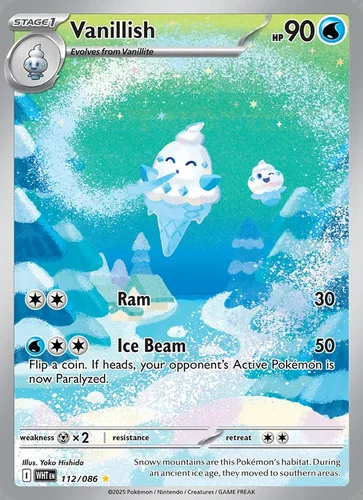 STAGE1
Vanillish
HP 90
Evolves from Vanillite
Ram 30
Ice Beam 50
Flip a coin. If heads, your opponent's Active Pokémon is
now Paralyzed.
weakness ×2 resistance retreat
Illus. Yoko Hishida
I WHT EN 112/086
Snowy mountains are this Pokémon's habitat. During
an ancient ice age, they moved to southern areas.
©2025 Pokémon / Nintendo / Creatures / GAME FREAK